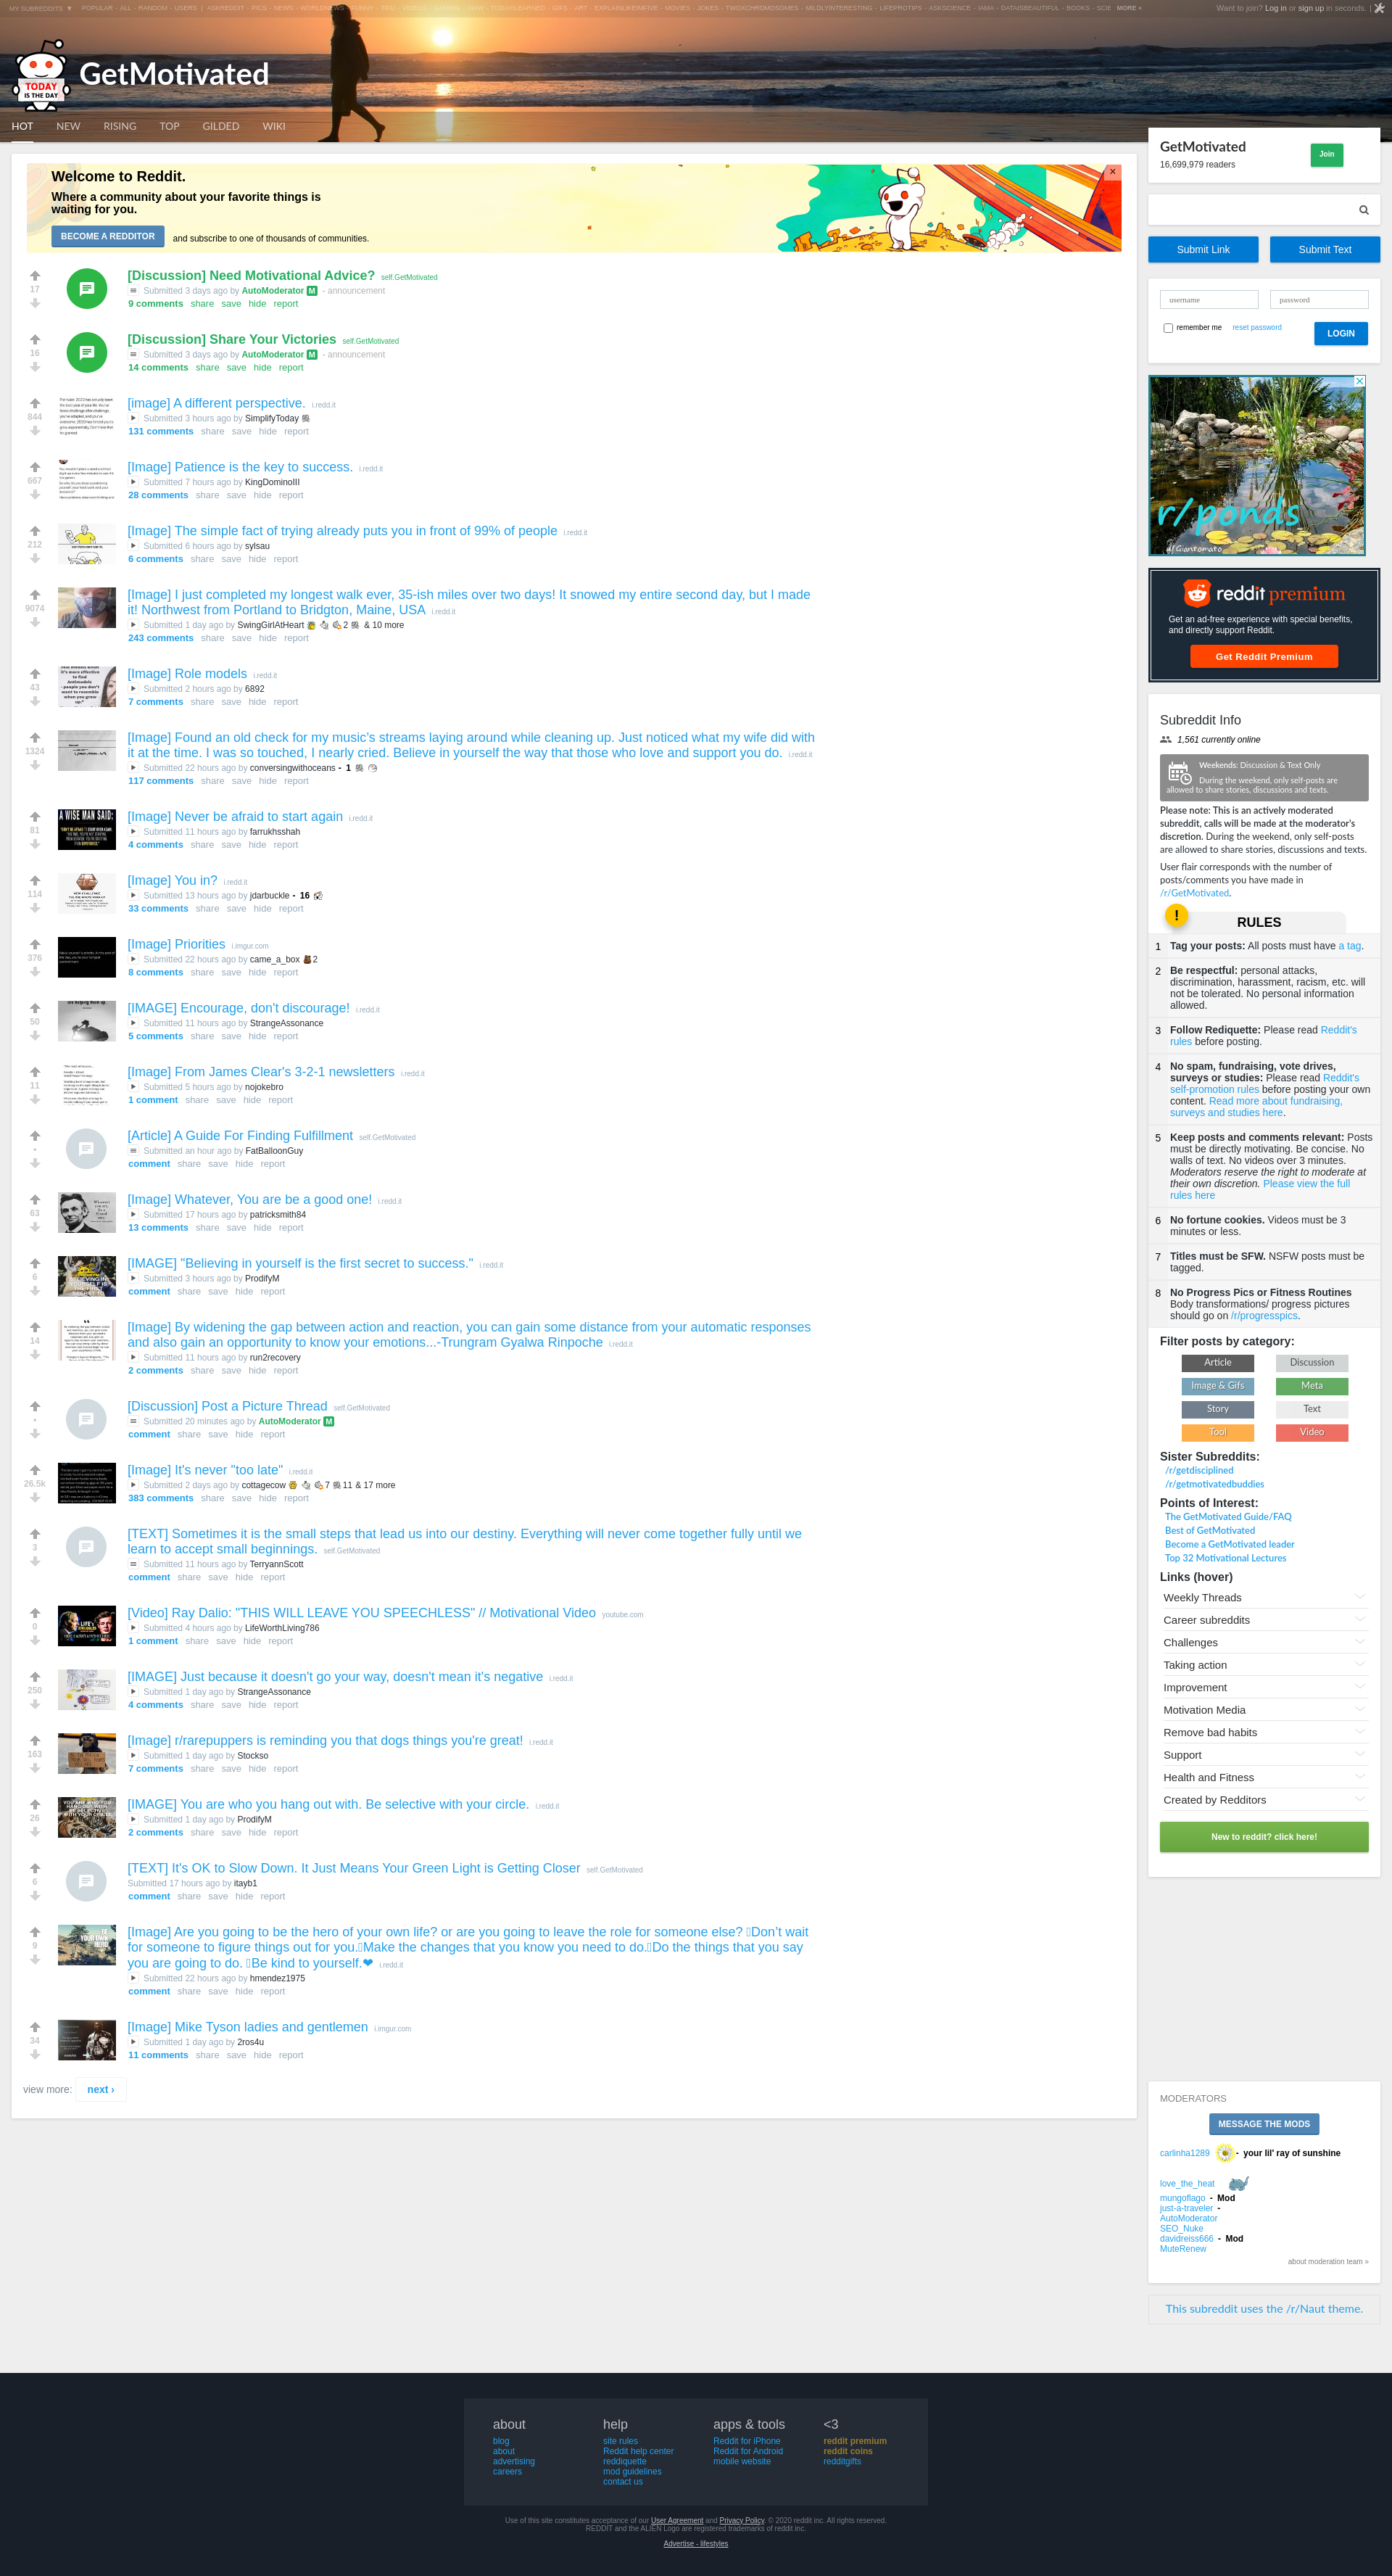 MY SUBREDDITS ▼ POPULAR - ALL - RANDOM - USERS | ASKREDDIT - PICS - NEWS - WORLDNEWS - FUNNY - TIFU - TODAYILEARNED - GIFS - ART - EXPLAINLIKEIMFIVE - MOVIES - JOKES - TWOXCHROMOSOMES - MILDLYINTERESTING - LIFEPROTIPS - ASKSCIENCE - IAMA - DATAISBEAUTIFUL - BOOKS - SCIE MORE »
Want to join? Log in or sign up in seconds. |
TODAY
IS THE DAY
GetMotivated
HOT NEW RISING TOP GILDED WIKI
Welcome to Reddit.
Where a community about your favorite things is
waiting for you.
BECOME A REDDITOR and subscribe to one of thousands of communities.
×
17
[Discussion] Need Motivational Advice? self.GetMotivated
Submitted 3 days ago by AutoModerator M - announcement
9 comments share save hide report
16
[Discussion] Share Your Victories self.GetMotivated
Submitted 3 days ago by AutoModerator M - announcement
14 comments share save hide report
844
[image] A different perspective. i.redd.it
Submitted 3 hours ago by SimplifyToday
131 comments share save hide report
667
[Image] Patience is the key to success. i.redd.it
Submitted 7 hours ago by KingDominoIII
28 comments share save hide report
212
[Image] The simple fact of trying already puts you in front of 99% of people i.redd.it
Submitted 6 hours ago by sylsau
6 comments share save hide report
9074
[Image] I just completed my longest walk ever, 35-ish miles over two days! It snowed my entire second day, but I made
it! Northwest from Portland to Bridgton, Maine, USA i.redd.it
Submitted 1 day ago by SwingGirlAtHeart 2 & 10 more
243 comments share save hide report
43
[Image] Role models i.redd.it
Submitted 2 hours ago by 6892
7 comments share save hide report
1324
[Image] Found an old check for my music's streams laying around while cleaning up. Just noticed what my wife did with
it at the time. I was so touched, I nearly cried. Believe in yourself the way that those who love and support you do. i.redd.it
Submitted 22 hours ago by conversingwithoceans - 1
117 comments share save hide report
81
A WISE MAN SAID:
[Image] Never be afraid to start again i.redd.it
Submitted 11 hours ago by farrukhsshah
4 comments share save hide report
114
[Image] You in? i.redd.it
Submitted 13 hours ago by jdarbuckle - 16
33 comments share save hide report
376
[Image] Priorities i.imgur.com
Submitted 22 hours ago by came_a_box 2
8 comments share save hide report
50
[IMAGE] Encourage, don't discourage! i.redd.it
Submitted 11 hours ago by StrangeAssonance
5 comments share save hide report
11
[Image] From James Clear's 3-2-1 newsletters i.redd.it
Submitted 5 hours ago by nojokebro
1 comment share save hide report
•
[Article] A Guide For Finding Fulfillment self.GetMotivated
Submitted an hour ago by FatBalloonGuy
comment share save hide report
63
[Image] Whatever, You are be a good one! i.redd.it
Submitted 17 hours ago by patricksmith84
13 comments share save hide report
6
[IMAGE] "Believing in yourself is the first secret to success." i.redd.it
Submitted 3 hours ago by ProdifyM
comment share save hide report
14
[Image] By widening the gap between action and reaction, you can gain some distance from your automatic responses
and also gain an opportunity to know your emotions...-Trungram Gyalwa Rinpoche i.redd.it
Submitted 11 hours ago by run2recovery
2 comments share save hide report
•
[Discussion] Post a Picture Thread self.GetMotivated
Submitted 20 minutes ago by AutoModerator M
comment share save hide report
26.5k
[Image] It's never "too late" i.redd.it
Submitted 2 days ago by cottagecow 7 11 & 17 more
383 comments share save hide report
3
[TEXT] Sometimes it is the small steps that lead us into our destiny. Everything will never come together fully until we
learn to accept small beginnings. self.GetMotivated
Submitted 11 hours ago by TerryannScott
comment share save hide report
0
[Video] Ray Dalio: "THIS WILL LEAVE YOU SPEECHLESS" // Motivational Video youtube.com
Submitted 4 hours ago by LifeWorthLiving786
1 comment share save hide report
250
[IMAGE] Just because it doesn't go your way, doesn't mean it's negative i.redd.it
Submitted 1 day ago by StrangeAssonance
4 comments share save hide report
163
[Image] r/rarepuppers is reminding you that dogs things you're great! i.redd.it
Submitted 1 day ago by Stockso
7 comments share save hide report
26
[IMAGE] You are who you hang out with. Be selective with your circle. i.redd.it
Submitted 1 day ago by ProdifyM
2 comments share save hide report
6
[TEXT] It's OK to Slow Down. It Just Means Your Green Light is Getting Closer self.GetMotivated
Submitted 17 hours ago by itayb1
comment share save hide report
9
[Image] Are you going to be the hero of your own life? or are you going to leave the role for someone else? Don't wait
for someone to figure things out for you. Make the changes that you know you need to do. Do the things that you say
you are going to do. Be kind to yourself.❤ i.redd.it
Submitted 22 hours ago by hmendez1975
comment share save hide report
34
[Image] Mike Tyson ladies and gentlemen i.imgur.com
Submitted 1 day ago by 2ros4u
11 comments share save hide report
view more: next ›
GetMotivated
16,699,979 readers
Join
Submit Link Submit Text
username password
remember me reset password LOGIN
r/ponds
u/Giantomato
reddit premium
Get an ad-free experience with special benefits,
and directly support Reddit.
Get Reddit Premium
Subreddit Info
1,561 currently online
Weekends: Discussion & Text Only
During the weekend, only self-posts are
allowed to share stories, discussions and texts.
Please note: This is an actively moderated
subreddit, calls will be made at the moderator's
discretion. During the weekend, only self-posts
are allowed to share stories, discussions and texts.
User flair corresponds with the number of
posts/comments you have made in
/r/GetMotivated.
! RULES
1 Tag your posts: All posts must have a tag.
2 Be respectful: personal attacks,
discrimination, harassment, racism, etc. will
not be tolerated. No personal information
allowed.
3 Follow Rediquette: Please read Reddit's
rules before posting.
4 No spam, fundraising, vote drives,
surveys or studies: Please read Reddit's
self-promotion rules before posting your own
content. Read more about fundraising,
surveys and studies here.
5 Keep posts and comments relevant: Posts
must be directly motivating. Be concise. No
walls of text. No videos over 3 minutes.
Moderators reserve the right to moderate at
their own discretion. Please view the full
rules here
6 No fortune cookies. Videos must be 3
minutes or less.
7 Titles must be SFW. NSFW posts must be
tagged.
8 No Progress Pics or Fitness Routines
Body transformations/ progress pictures
should go on /r/progresspics.
Filter posts by category:
Article Discussion
Image & Gifs Meta
Story Text
Tool Video
Sister Subreddits:
/r/getdisciplined
/r/getmotivatedbuddies
Points of Interest:
The GetMotivated Guide/FAQ
Best of GetMotivated
Become a GetMotivated leader
Top 32 Motivational Lectures
Links (hover)
Weekly Threads
Career subreddits
Challenges
Taking action
Improvement
Motivation Media
Remove bad habits
Support
Health and Fitness
Created by Redditors
New to reddit? click here!
MODERATORS
MESSAGE THE MODS
carlinha1289 - your lil' ray of sunshine
love_the_heat
mungoflago - Mod
just-a-traveler -
AutoModerator
SEO_Nuke
davidreiss666 - Mod
MuteRenew
about moderation team »
This subreddit uses the /r/Naut theme.
about help apps & tools <3
blog site rules Reddit for iPhone reddit premium
about Reddit help center Reddit for Android reddit coins
advertising reddiquette mobile website redditgifts
careers mod guidelines
contact us
Use of this site constitutes acceptance of our User Agreement and Privacy Policy. © 2020 reddit inc. All rights reserved.
REDDIT and the ALIEN Logo are registered trademarks of reddit inc.
Advertise - lifestyles